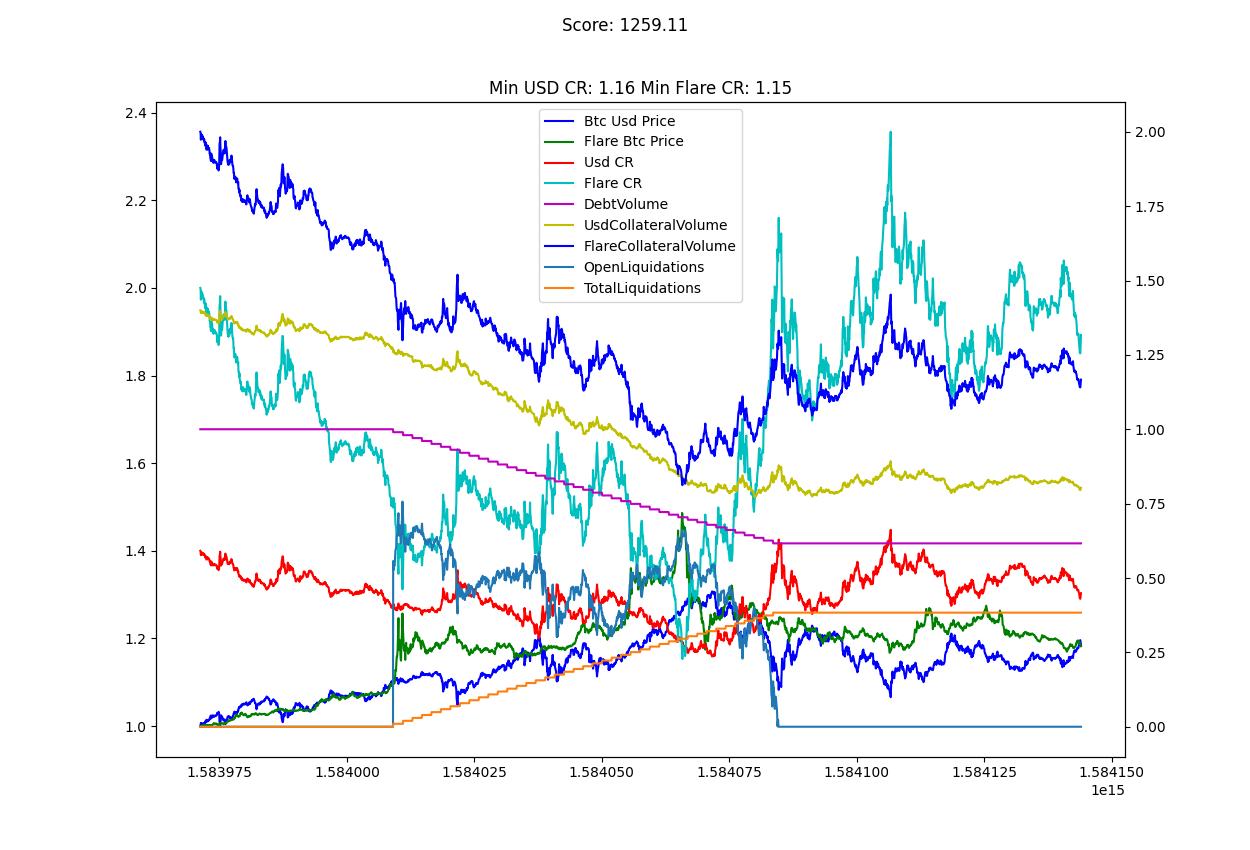 Score: 1259.11
Min USD CR: 1.16 Min Flare CR: 1.15
Btc Usd Price
Flare Btc Price
Usd CR
Flare CR
DebtVolume
UsdCollateralVolume
FlareCollateralVolume
OpenLiquidations
TotalLiquidations
2.4
2.2
2.0
1.8
1.6
1.4
1.2
1.0
2.00
1.75
1.50
1.25
1.00
0.75
0.50
0.25
0.00
1.583975 1.584000 1.584025 1.584050 1.584075 1.584100 1.584125 1.584150
1e15